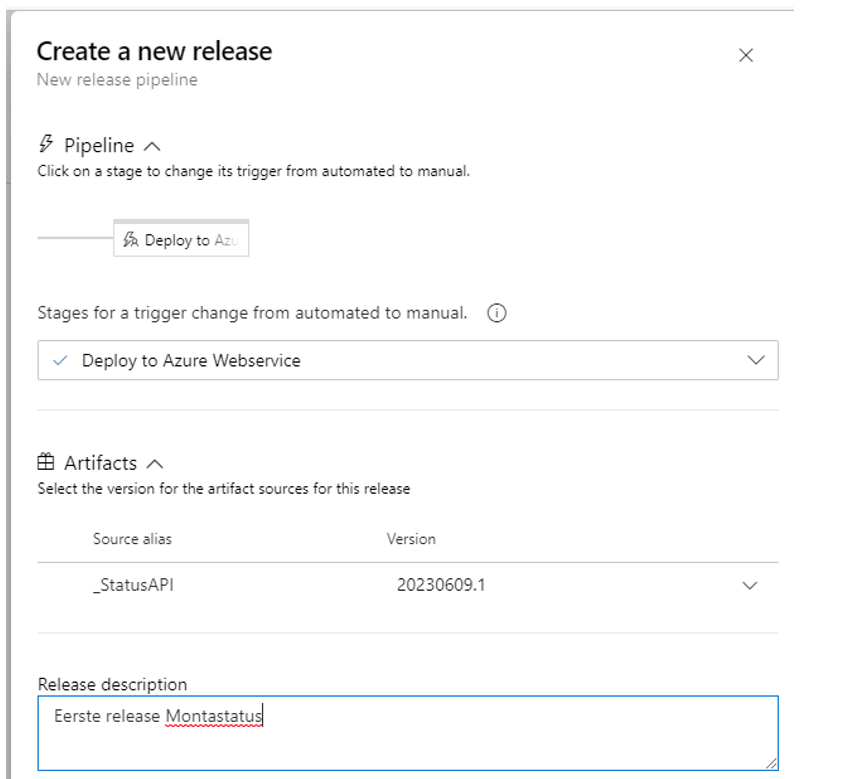 Create a new release
New release pipeline
Pipeline
Click on a stage to change its trigger from automated to manual.
Deploy to Azu
Stages for a trigger change from automated to manual.
Deploy to Azure Webservice
Artifacts
Select the version for the artifact sources for this release
Source alias Version
_StatusAPI 20230609.1
Release description
Eerste release Montastatus